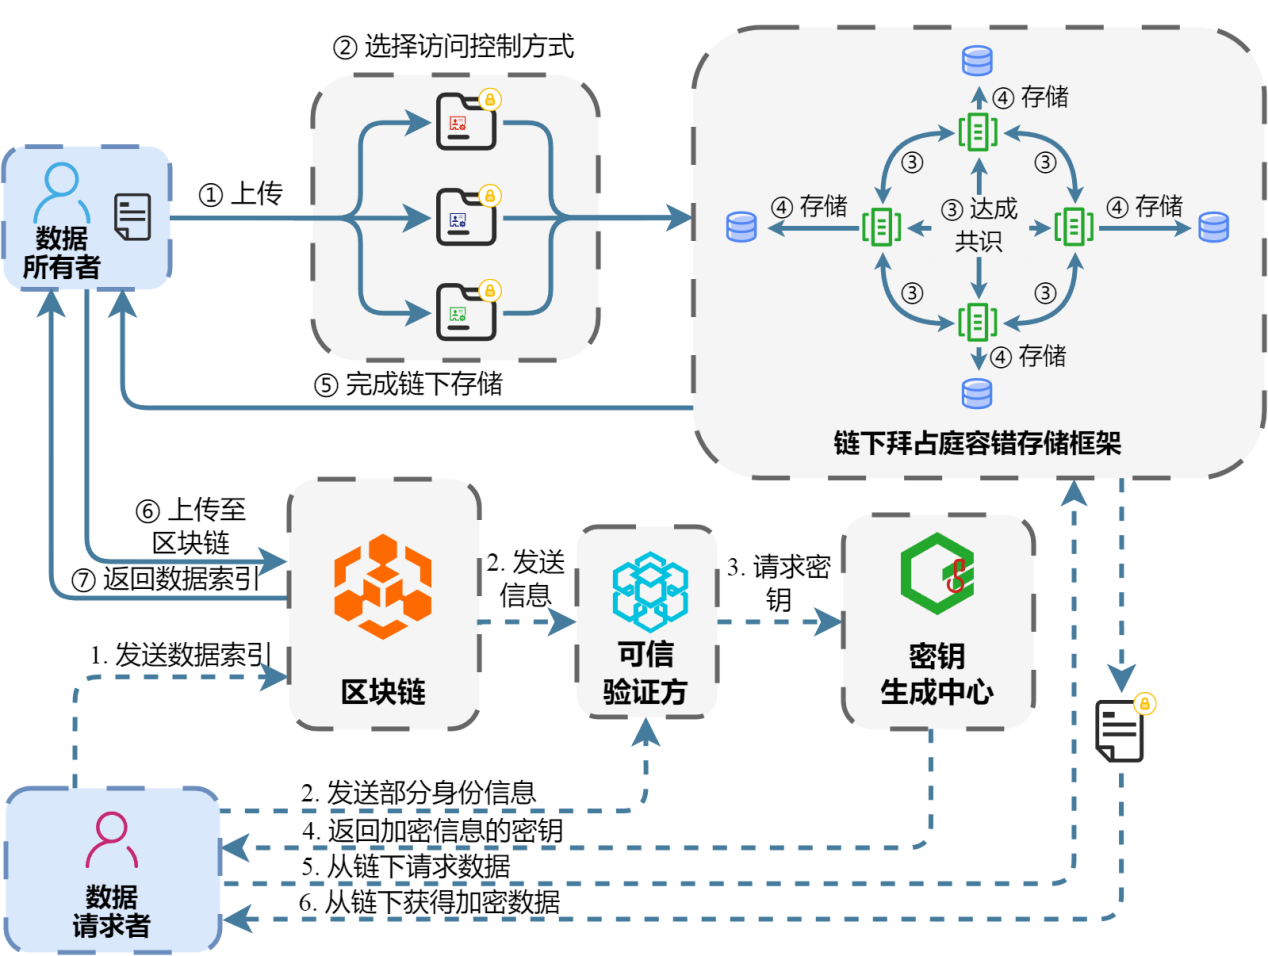 ② 选择访问控制方式
① 上传
数据
所有者
④ 存储
③
③
④ 存储
③ 达成
共识
④ 存储
③
③
④ 存储
链下拜占庭容错存储框架
⑤ 完成链下存储
⑥ 上传至
区块链
⑦ 返回数据索引
1. 发送数据索引
区块链
2. 发送
信息
可信
验证方
3. 请求密
钥
密钥
生成中心
2. 发送部分身份信息
4. 返回加密信息的密钥
5. 从链下请求数据
6. 从链下获得加密数据
数据
请求者